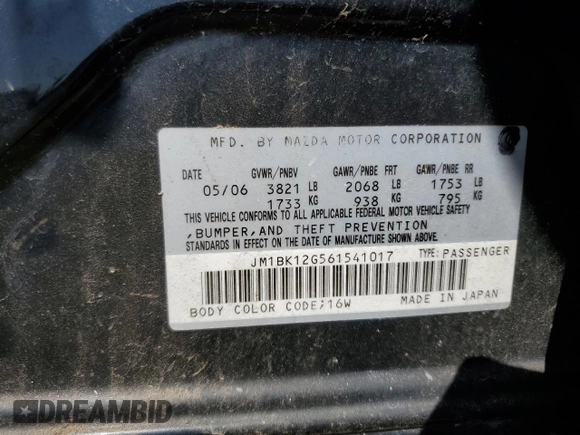 MFD. BY MAZDA MOTOR CORPORATION
DATE GVWR/PNBV GAWR/PNBE FRT GAWR/PNBE RR
05/06 3821 LB 2068 LB 1753 LB
1733 KG 938 KG 795 KG
THIS VEHICLE CONFORMS TO ALL APPLICABLE FEDERAL MOTOR VEHICLE SAFETY
,BUMPER,AND THEFT PREVENTION
STANDARDS IN EFFECT ON THE DATE OF MANUFACTURE SHOWN ABOVE.
JM1BK12G561541017 TYPE:PASSENGER
BODY COLOR CODE;16W MADE IN JAPAN
DREAMBID